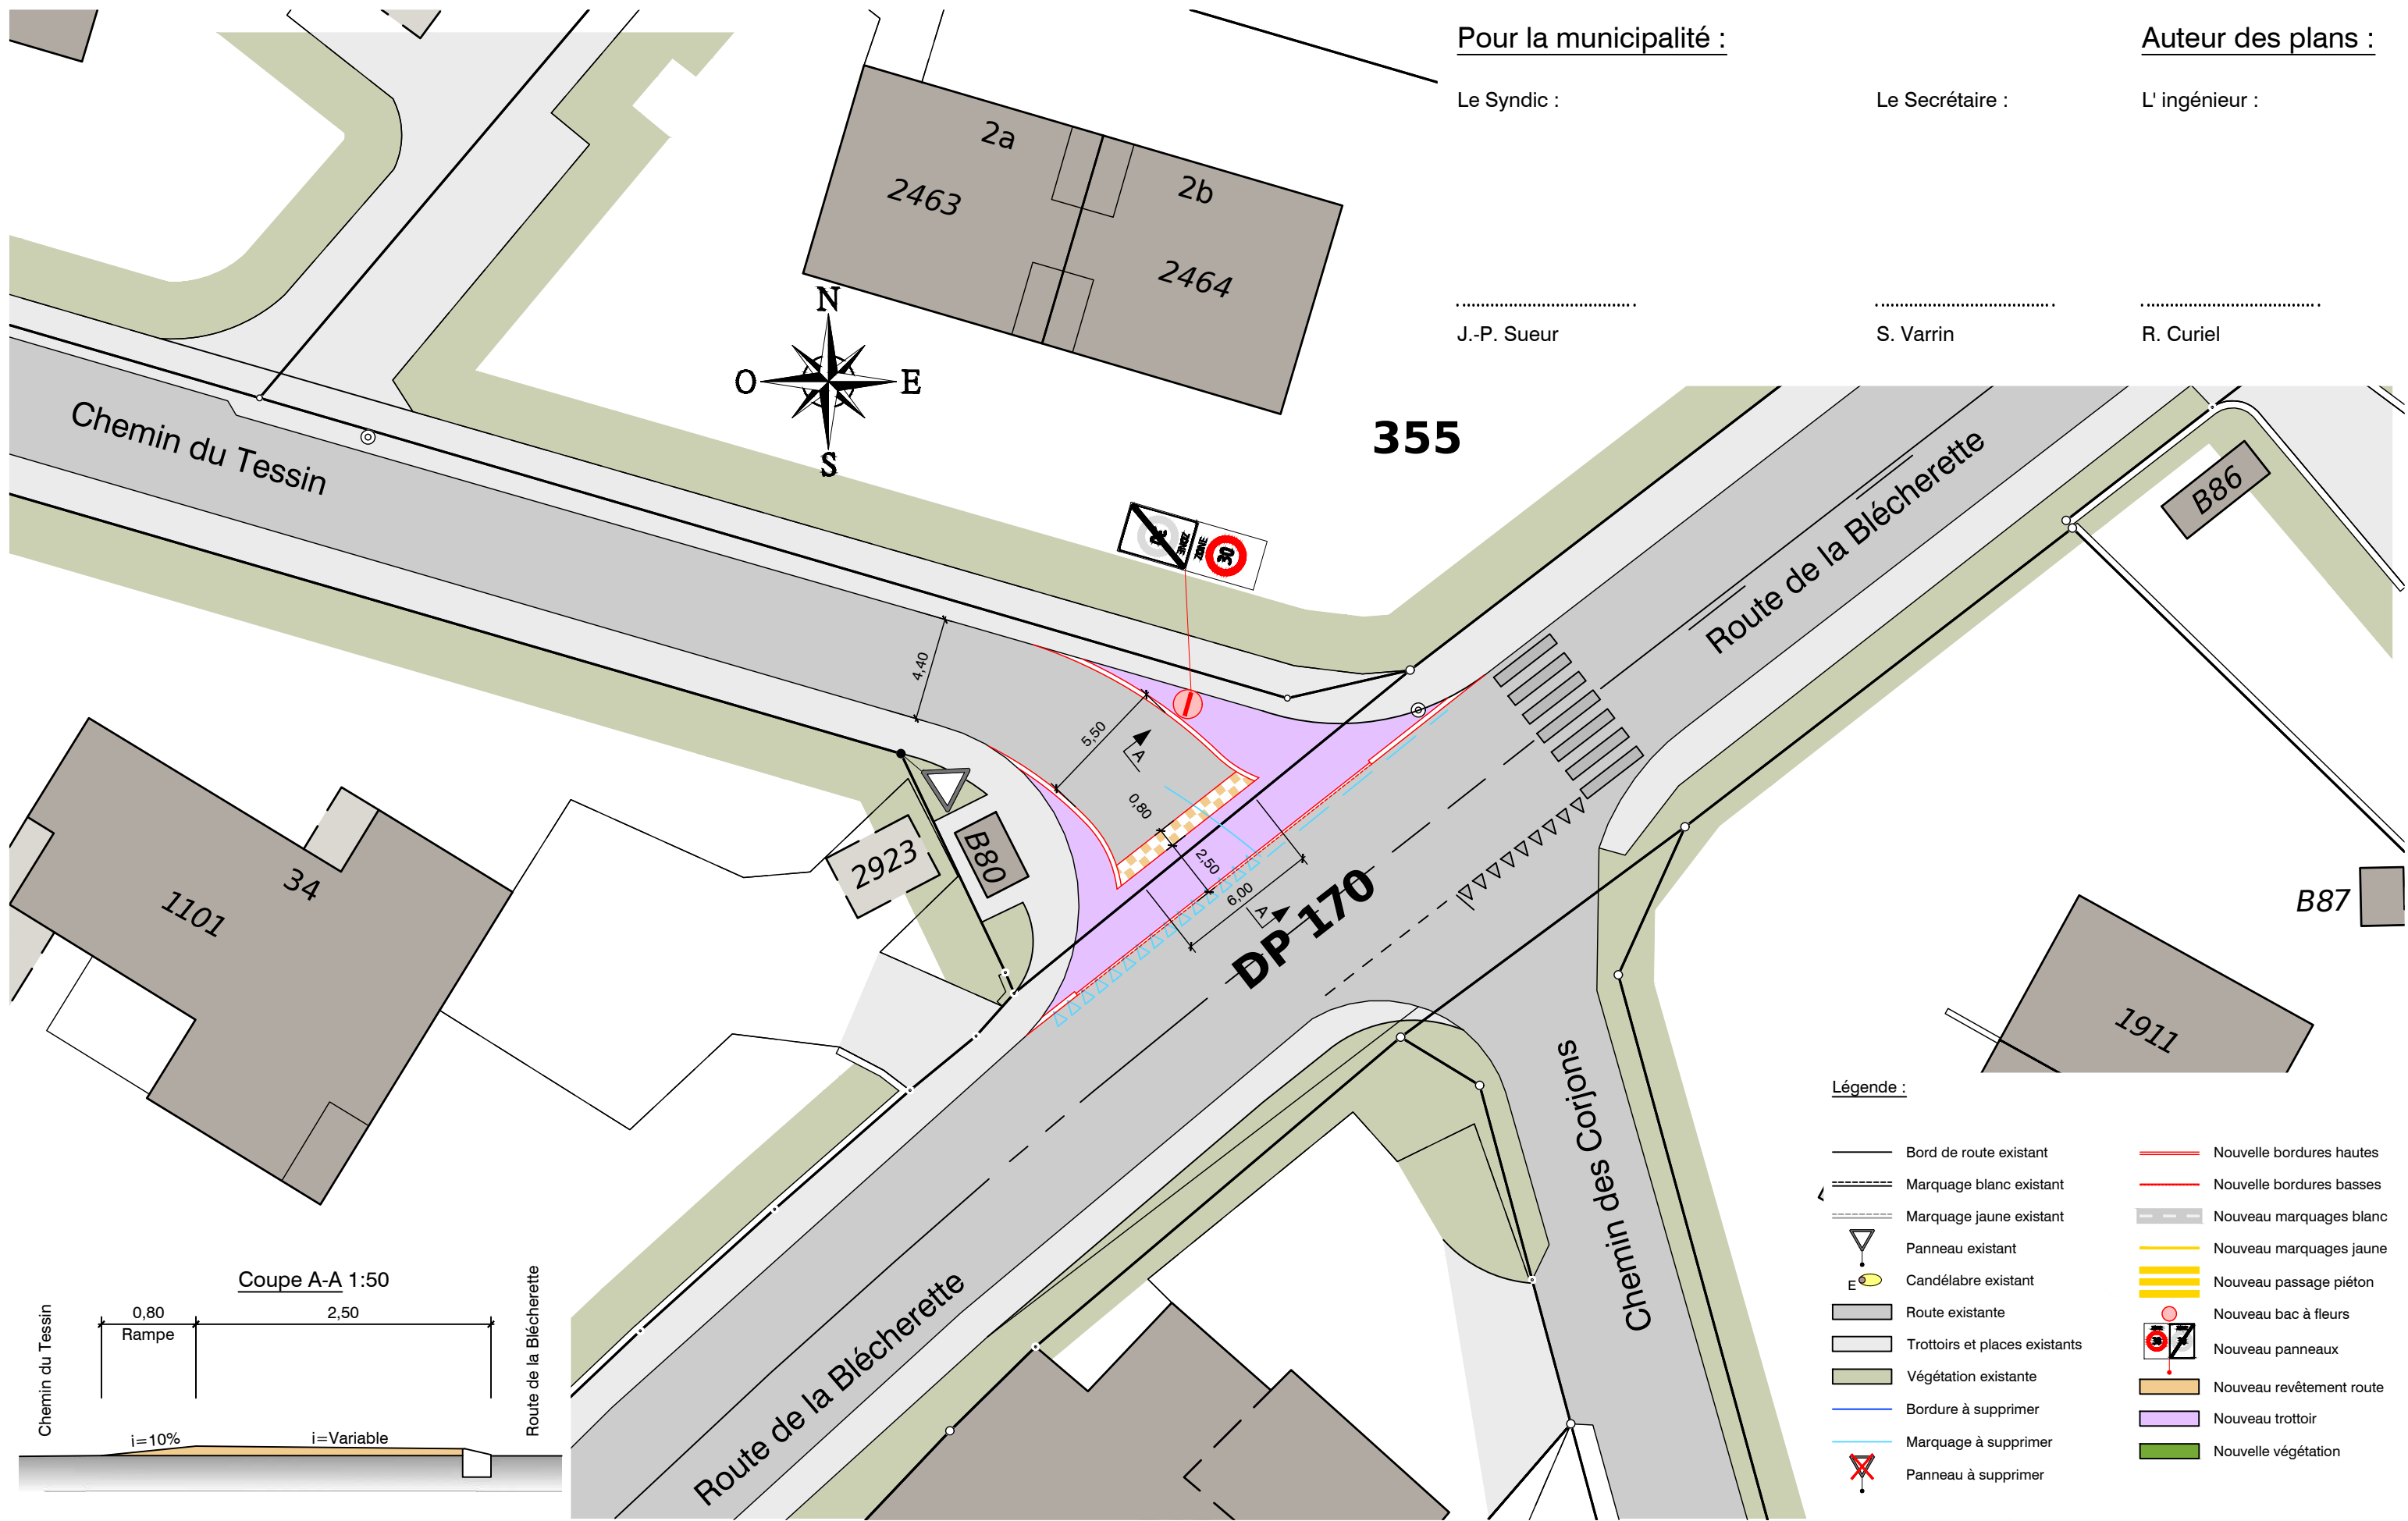 Pour la municipalité :
Auteur des plans :
Le Syndic :
Le Secrétaire :
L' ingénieur :
J.-P. Sueur
S. Varrin
R. Curiel
2a
2463
2b
2464
N
O
E
S
355
Chemin du Tessin
ZONE
30
ZONE
30
Route de la Blécherette
B86
4,40
5,50
A
0,80
2,50
6,00
A
DP 170
2923
B80
34
1101
B87
1911
Chemin des Corjons
Route de la Blécherette
Coupe A-A 1:50
Chemin du Tessin
0,80
2,50
Rampe
Route de la Blécherette
i=10%
i=Variable
Légende :
Bord de route existant
Marquage blanc existant
Marquage jaune existant
Panneau existant
E
Candélabre existant
Route existante
Trottoirs et places existants
Végétation existante
Bordure à supprimer
Marquage à supprimer
Panneau à supprimer
Nouvelle bordures hautes
Nouvelle bordures basses
Nouveau marquages blanc
Nouveau marquages jaune
Nouveau passage piéton
Nouveau bac à fleurs
Nouveau panneaux
Nouveau revêtement route
Nouveau trottoir
Nouvelle végétation